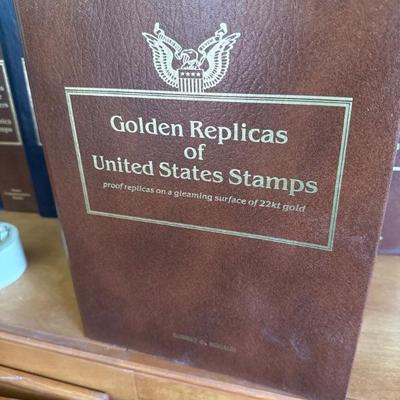 Golden Replicas
of
United States Stamps
proof replicas on a gleaming surface of 22kt gold